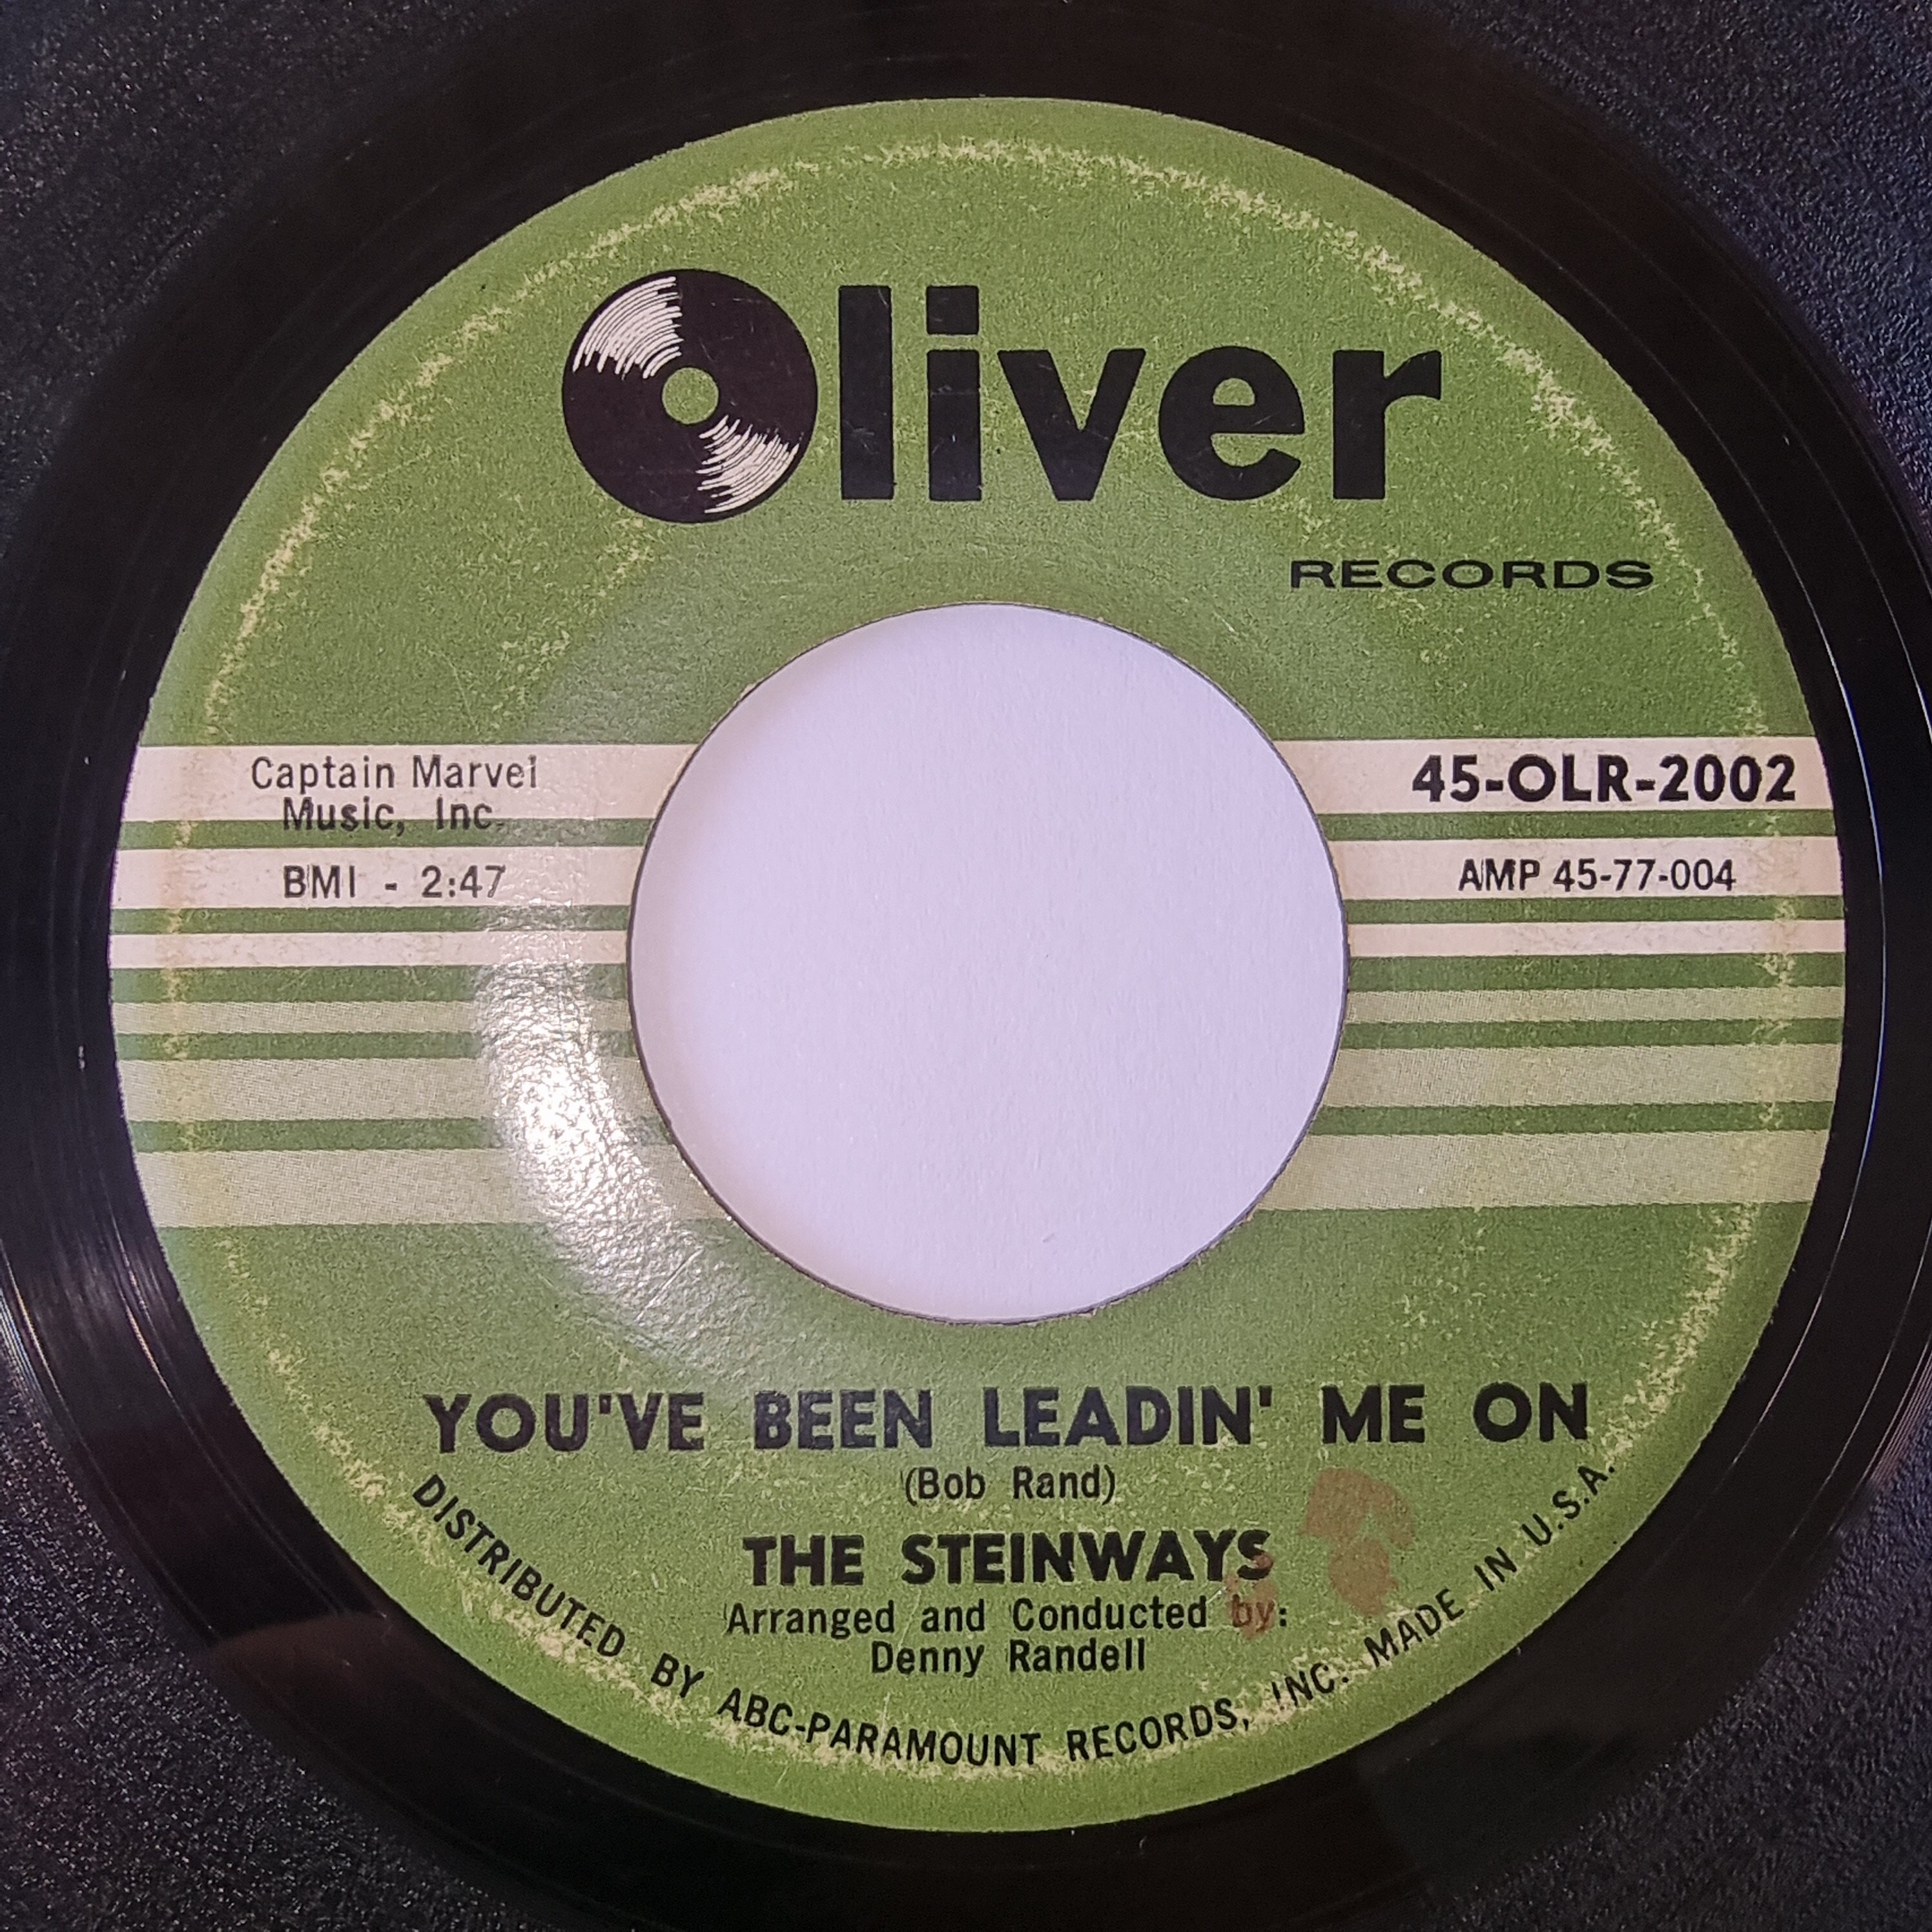 Oliver
RECORDS
Captain Marvel
Music, Inc.
BMI - 2:47
45-OLR-2002
AMP 45-77-004
YOU'VE BEEN LEADIN' ME ON
(Bob Rand)
THE STEINWAYS
Arranged and Conducted by:
Denny Randell
DISTRIBUTED BY ABC-PARAMOUNT RECORDS, INC. MADE IN U.S.A.